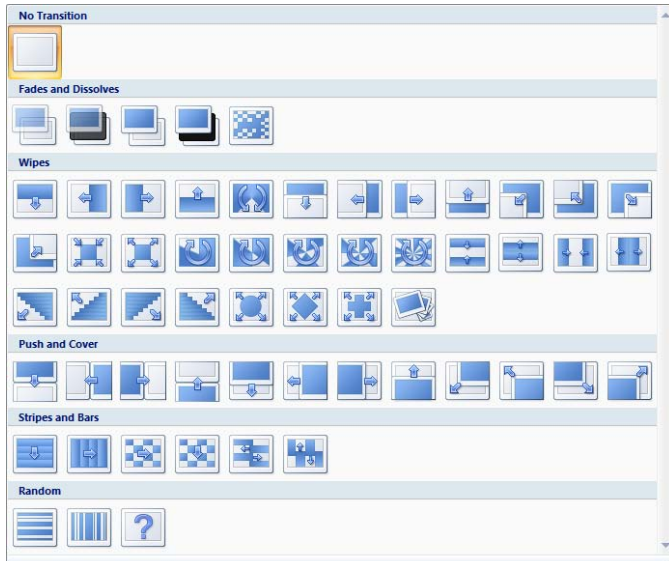 No Transition
Fades and Dissolves
Wipes
Push and Cover
Stripes and Bars
Random
?